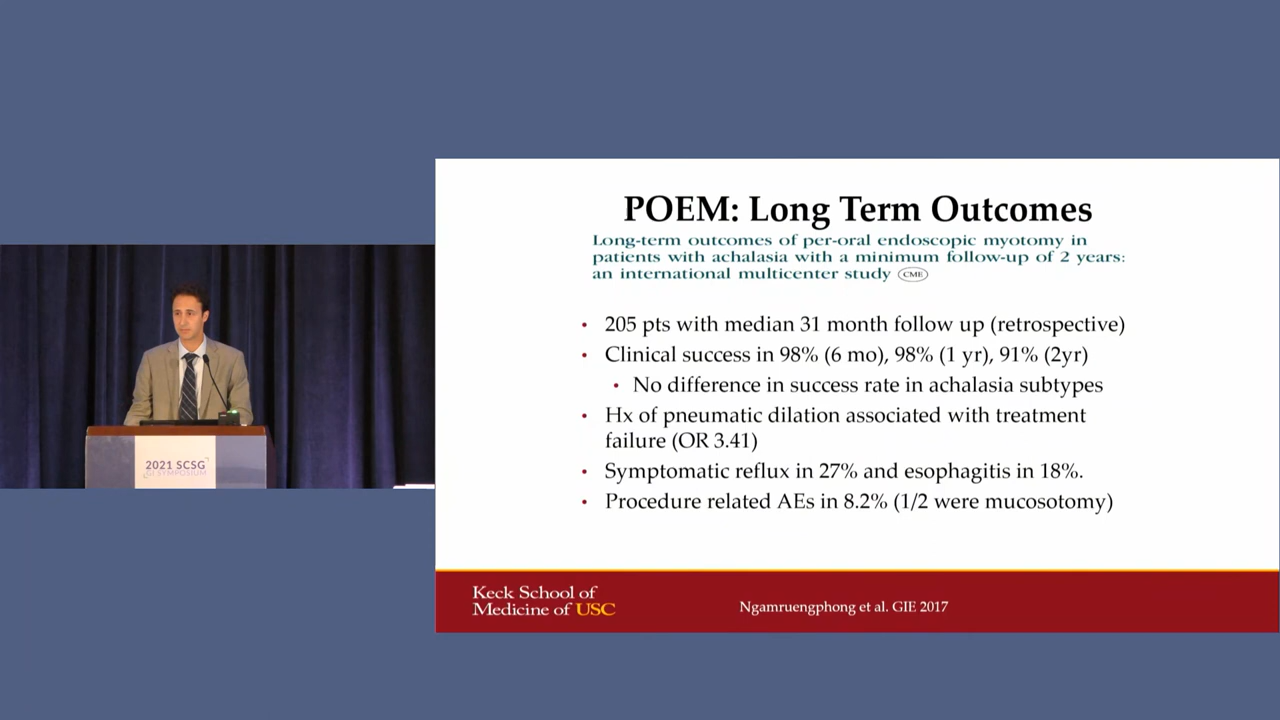 POEM: Long Term Outcomes
Long-term outcomes of per-oral endoscopic myotomy in
patients with achalasia with a minimum follow-up of 2 years:
an international multicenter study CME
• 205 pts with median 31 month follow up (retrospective)
• Clinical success in 98% (6 mo), 98% (1 yr), 91% (2yr)
• No difference in success rate in achalasia subtypes
• Hx of pneumatic dilation associated with treatment
failure (OR 3.41)
• Symptomatic reflux in 27% and esophagitis in 18%.
• Procedure related AEs in 8.2% (1/2 were mucosotomy)
2021 SCSG
GI SYMPOSIUM
Keck School of
Medicine of USC
Ngamruengphong et al. GIE 2017